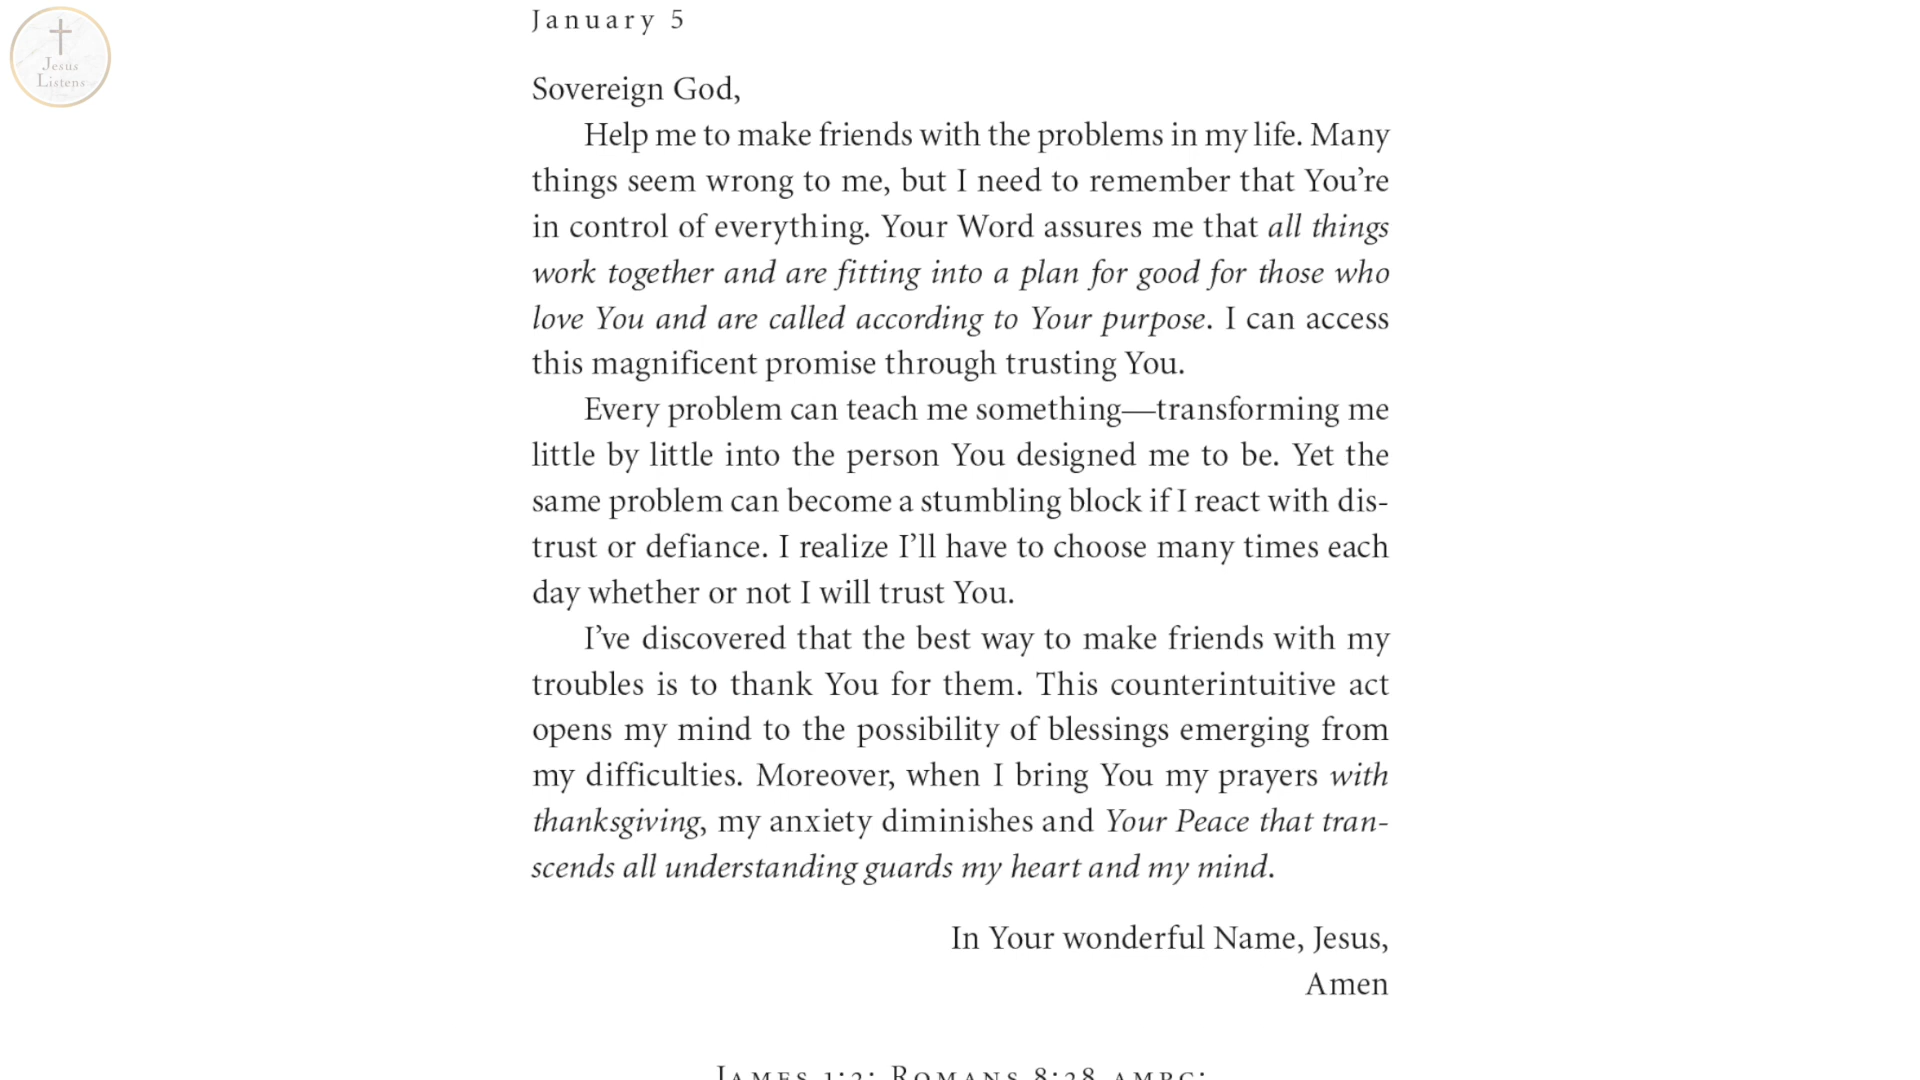 January 5
Jesus
Listens
Sovereign God,
Help me to make friends with the problems in my life. Many
things seem wrong to me, but I need to remember that You’re
in control of everything. Your Word assures me that all things
work together and are fitting into a plan for good for those who
love You and are called according to Your purpose. I can access
this magnificent promise through trusting You.
Every problem can teach me something—transforming me
little by little into the person You designed me to be. Yet the
same problem can become a stumbling block if I react with dis-
trust or defiance. I realize I’ll have to choose many times each
day whether or not I will trust You.
I’ve discovered that the best way to make friends with my
troubles is to thank You for them. This counterintuitive act
opens my mind to the possibility of blessings emerging from
my difficulties. Moreover, when I bring You my prayers with
thanksgiving, my anxiety diminishes and Your Peace that tran-
scends all understanding guards my heart and my mind.
In Your wonderful Name, Jesus,
Amen
James 1:2; Romans 8:28 AMPC;